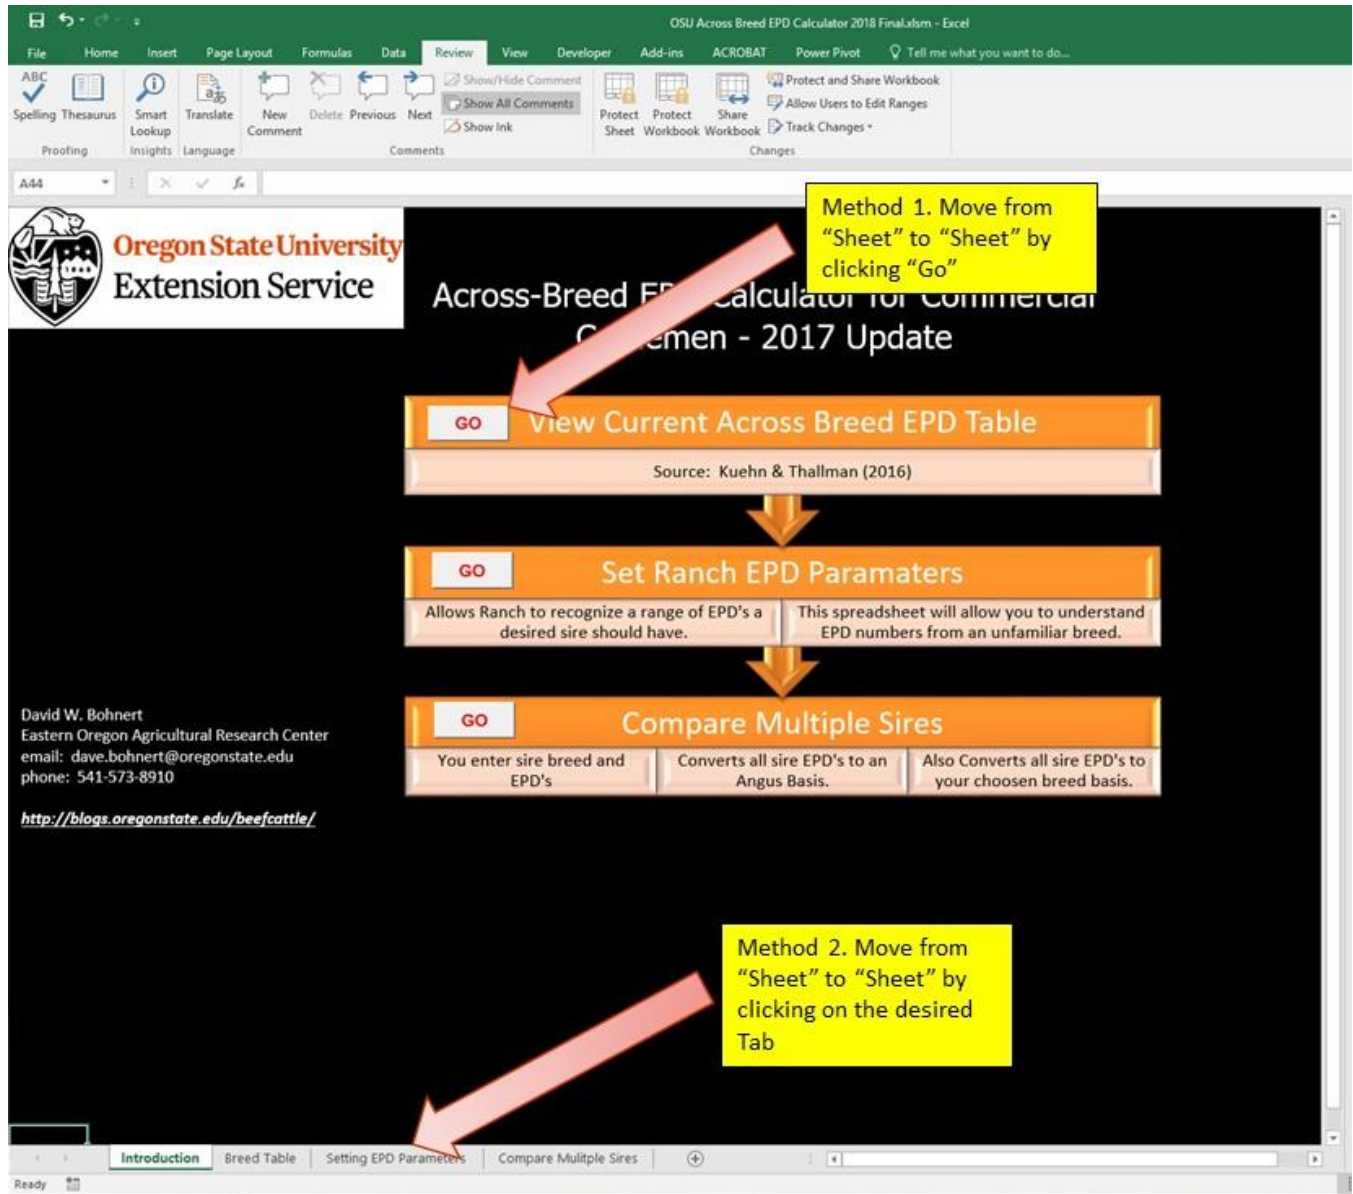 OSU Across Breed EPD Calculator 2018 Final.xlsm - Excel
File Home Insert Page Layout Formulas Data Review View Developer Add-ins ACROBAT Power Pivot Tell me what you want to do...
ABC
Spelling Thesaurus Smart Lookup Translate New Comment Delete Previous Next
Show/Hide Comment
Show All Comments
Show Ink
Protect Sheet Protect Workbook Share Workbook
Protect and Share Workbook
Allow Users to Edit Ranges
Track Changes
Proofing Insights Language Comments Changes
A44 fx
Method 1. Move from
“Sheet” to “Sheet” by
clicking “Go”
Oregon State University
Extension Service
Across-Breed Calculator for Commercial
emen - 2017 Update
GO View Current Across Breed EPD Table
Source: Kuehn & Thallman (2016)
GO Set Ranch EPD Paramaters
Allows Ranch to recognize a range of EPD's a
desired sire should have.
This spreadsheet will allow you to understand
EPD numbers from an unfamiliar breed.
GO Compare Multiple Sires
You enter sire breed and
EPD's
Converts all sire EPD's to an
Angus Basis.
Also Converts all sire EPD's to
your choosen breed basis.
David W. Bohnert
Eastern Oregon Agricultural Research Center
email: dave.bohnert@oregonstate.edu
phone: 541-573-8910
http://blogs.oregonstate.edu/beefcattle/
Method 2. Move from
“Sheet” to “Sheet” by
clicking on the desired
Tab
Introduction Breed Table Setting EPD Parameters Compare Mulitple Sires
Ready